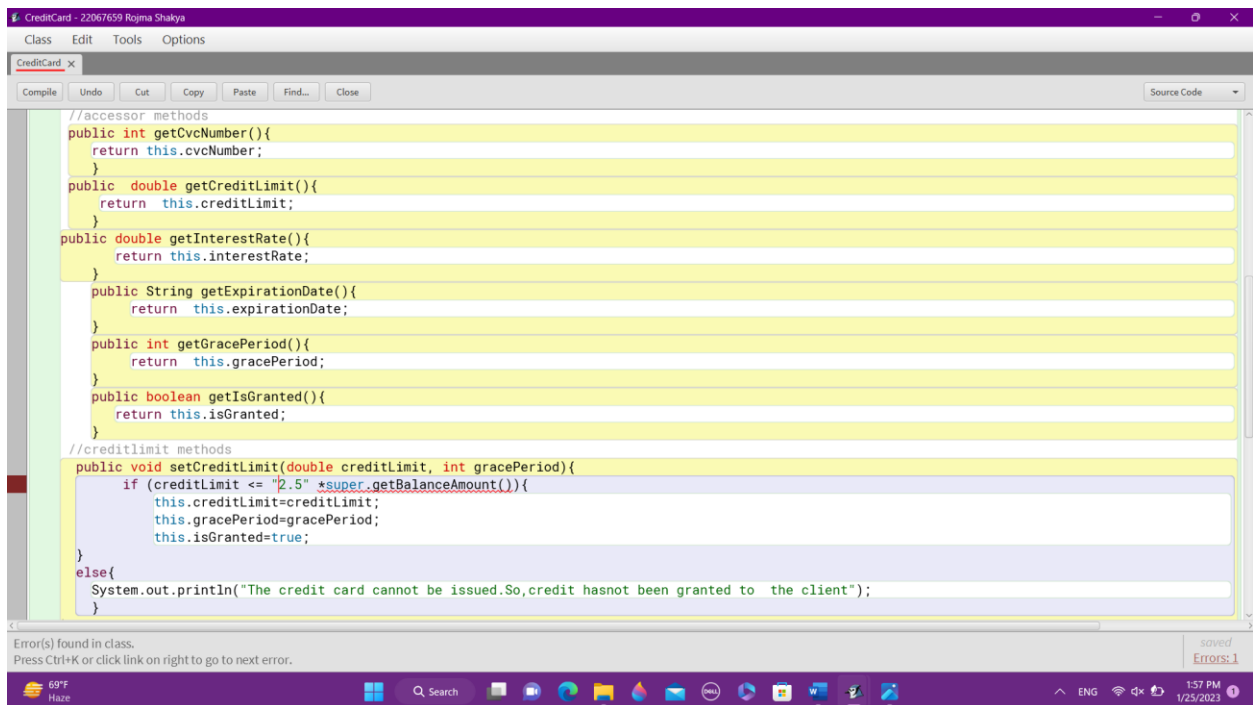 CreditCard - 22067659 Rojma Shakya
Class Edit Tools Options
CreditCard X
Compile Undo Cut Copy Paste Find... Close Source Code
//accessor methods
public int getCvcNumber(){
return this.cvcNumber;
}
public  double getCreditLimit(){
return  this.creditLimit;
}
public double getInterestRate(){
return this.interestRate;
}
public String getExpirationDate(){
return  this.expirationDate;
}
public int getGracePeriod(){
return  this.gracePeriod;
}
public boolean getIsGranted(){
return this.isGranted;
}
//creditlimit methods
public void setCreditLimit(double creditLimit, int gracePeriod){
if (creditLimit <= "2.5" *super.getBalanceAmount()){
this.creditLimit=creditLimit;
this.gracePeriod=gracePeriod;
this.isGranted=true;
}
else{
System.out.println("The credit card cannot be issued.So,credit hasnot been granted to  the client");
}
Error(s) found in class.
Press Ctrl+K or click link on right to go to next error.
saved
Errors: 1
69°F
Haze
Search
DELL
ENG
1:57 PM
1/25/2023
1